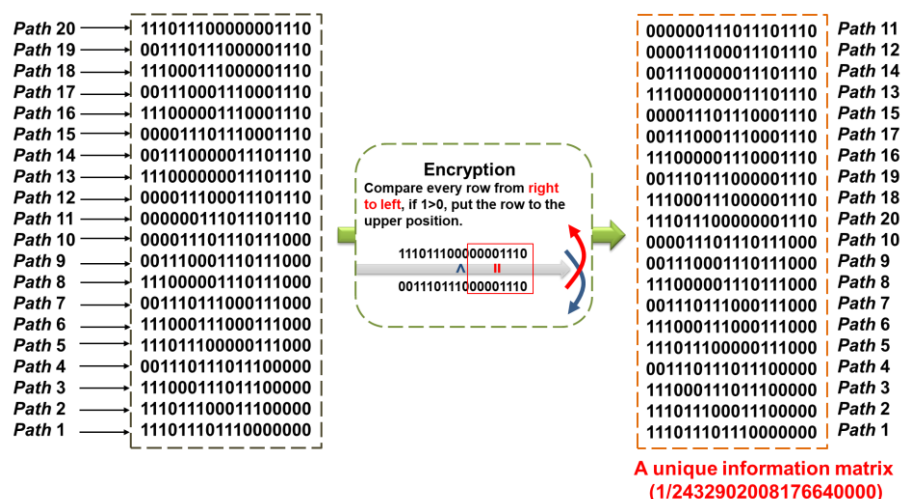 Path 20 111011100000001110
Path 19 001110111000001110
Path 18 111000111000001110
Path 17 001110001110001110
Path 16 111000001110001110
Path 15 000011101110001110
Path 14 001110000011101110
Path 13 111000000011101110
Path 12 000011100011101110
Path 11 000000111011101110
Path 10 000011101110111000
Path 9 001110001110111000
Path 8 111000001110111000
Path 7 001110111000111000
Path 6 111000111000111000
Path 5 111011100000111000
Path 4 001110111011100000
Path 3 111000111011100000
Path 2 111011100011100000
Path 1 111011101110000000
Encryption
Compare every row from right
to left, if 1>0, put the row to the
upper position.
111011100000001110
001110111000001110
000000111011101110 Path 11
000011100011101110 Path 12
001110000011101110 Path 14
111000000011101110 Path 13
000011101110001110 Path 15
001110001110001110 Path 17
111000001110001110 Path 16
001110111000001110 Path 19
111000111000001110 Path 18
111011100000001110 Path 20
000011101110111000 Path 10
001110001110111000 Path 9
111000001110111000 Path 8
001110111000111000 Path 7
111000111000111000 Path 6
111011100000111000 Path 5
001110111011100000 Path 4
111000111011100000 Path 3
111011100011100000 Path 2
111011101110000000 Path 1
A unique information matrix
(1/2432902008176640000)